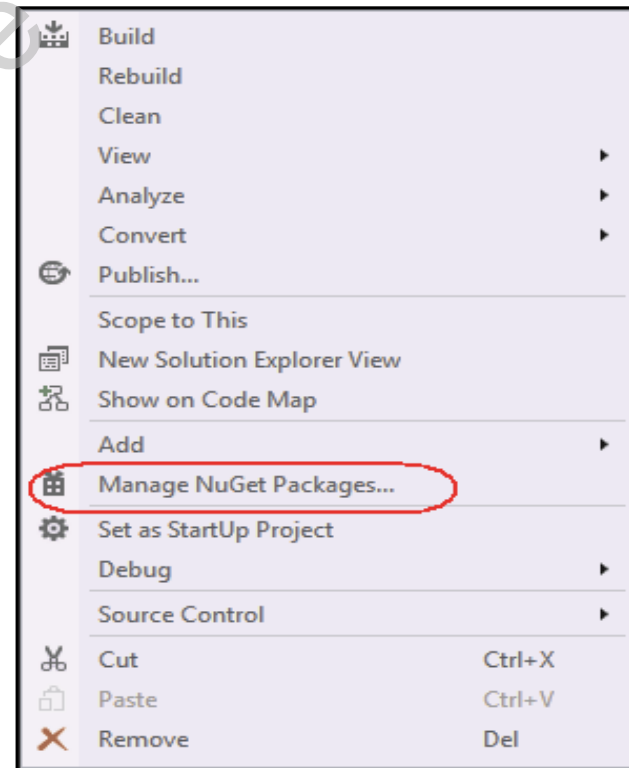 Build
Rebuild
Clean
View
Analyze
Convert
Publish...
Scope to This
New Solution Explorer View
Show on Code Map
Add
Manage NuGet Packages...
Set as StartUp Project
Debug
Source Control
Cut Ctrl+X
Paste Ctrl+V
Remove Del